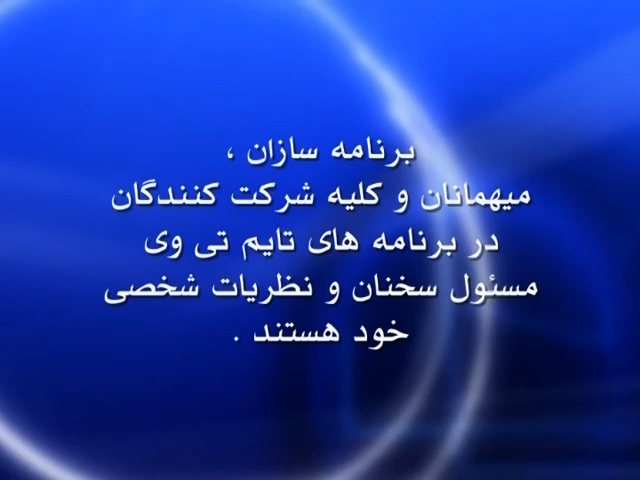 برنامه سازان ،
میهمانان و کلیه شرکت کنندگان
در برنامه های تایم تی وی
مسئول سخنان و نظریات شخصی
خود هستند .